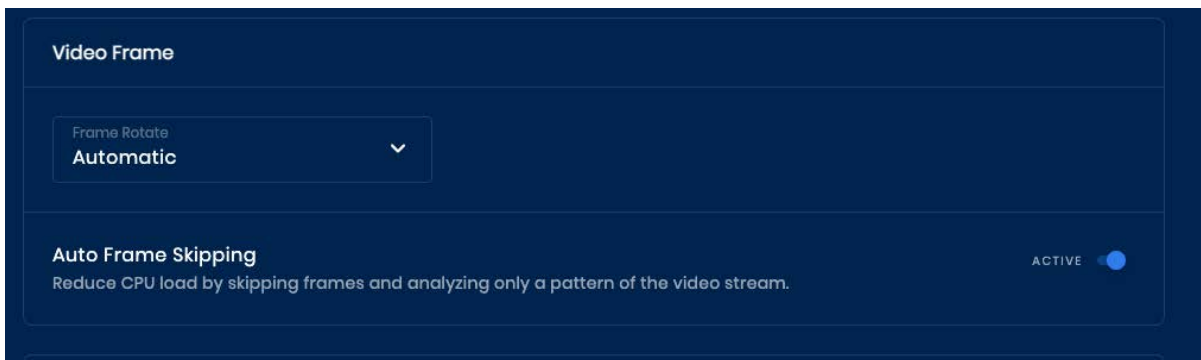 Video Frame
Frame Rotate
Automatic
Auto Frame Skipping
ACTIVE
Reduce CPU load by skipping frames and analyzing only a pattern of the video stream.